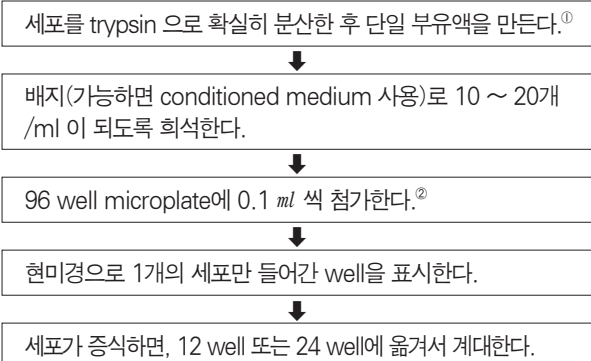 세포를 trypsin 으로 확실히 분산한 후 단일 부유액을 만든다.①
배지(가능하면 conditioned medium 사용)로 10 ~ 20개
/ml 이 되도록 희석한다.
96 well microplate에 0.1 ml 씩 첨가한다.②
현미경으로 1개의 세포만 들어간 well을 표시한다.
세포가 증식하면, 12 well 또는 24 well에 옮겨서 계대한다.